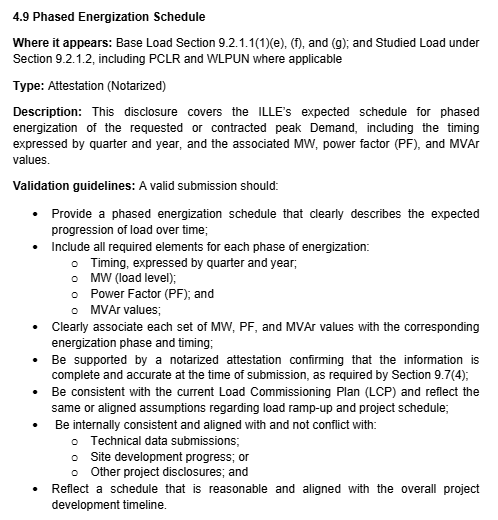 4.9 Phased Energization Schedule
Where it appears: Base Load Section 9.2.1.1(1)(e), (f), and (g); and Studied Load under
Section 9.2.1.2, including PCLR and WLPUN where applicable
Type: Attestation (Notarized)
Description: This disclosure covers the ILLE's expected schedule for phased
energization of the requested or contracted peak Demand, including the timing
expressed by quarter and year, and the associated MW, power factor (PF), and MVAr
values.
Validation guidelines: A valid submission should:
• Provide a phased energization schedule that clearly describes the expected
progression of load over time;
• Include all required elements for each phase of energization:
o Timing, expressed by quarter and year;
o MW (load level);
o Power Factor (PF); and
o MVAr values;
• Clearly associate each set of MW, PF, and MVAr values with the corresponding
energization phase and timing;
• Be supported by a notarized attestation confirming that the information is
complete and accurate at the time of submission, as required by Section 9.7(4);
• Be consistent with the current Load Commissioning Plan (LCP) and reflect the
same or aligned assumptions regarding load ramp-up and project schedule;
• Be internally consistent and aligned with and not conflict with:
o Technical data submissions;
o Site development progress; or
o Other project disclosures; and
• Reflect a schedule that is reasonable and aligned with the overall project
development timeline.